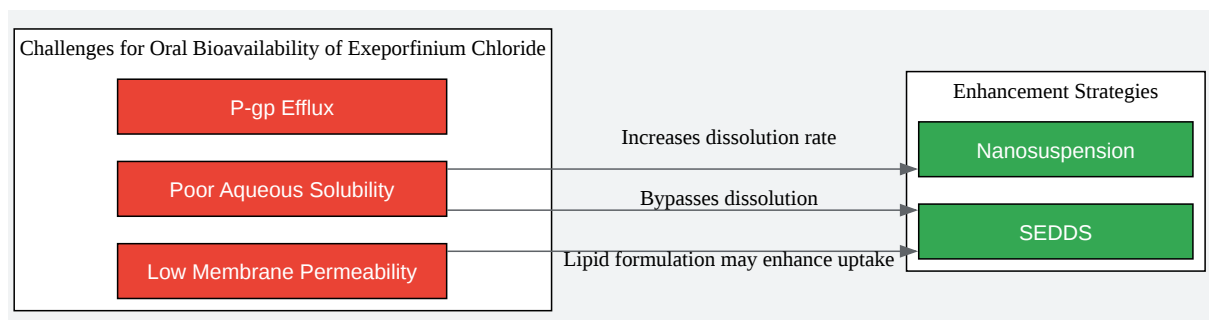 Challenges for Oral Bioavailability of Exeporfinium Chloride
P-gp Efflux
Poor Aqueous Solubility
Low Membrane Permeability
Increases dissolution rate
Bypasses dissolution
Lipid formulation may enhance uptake
Enhancement Strategies
Nanosuspension
SEDDS